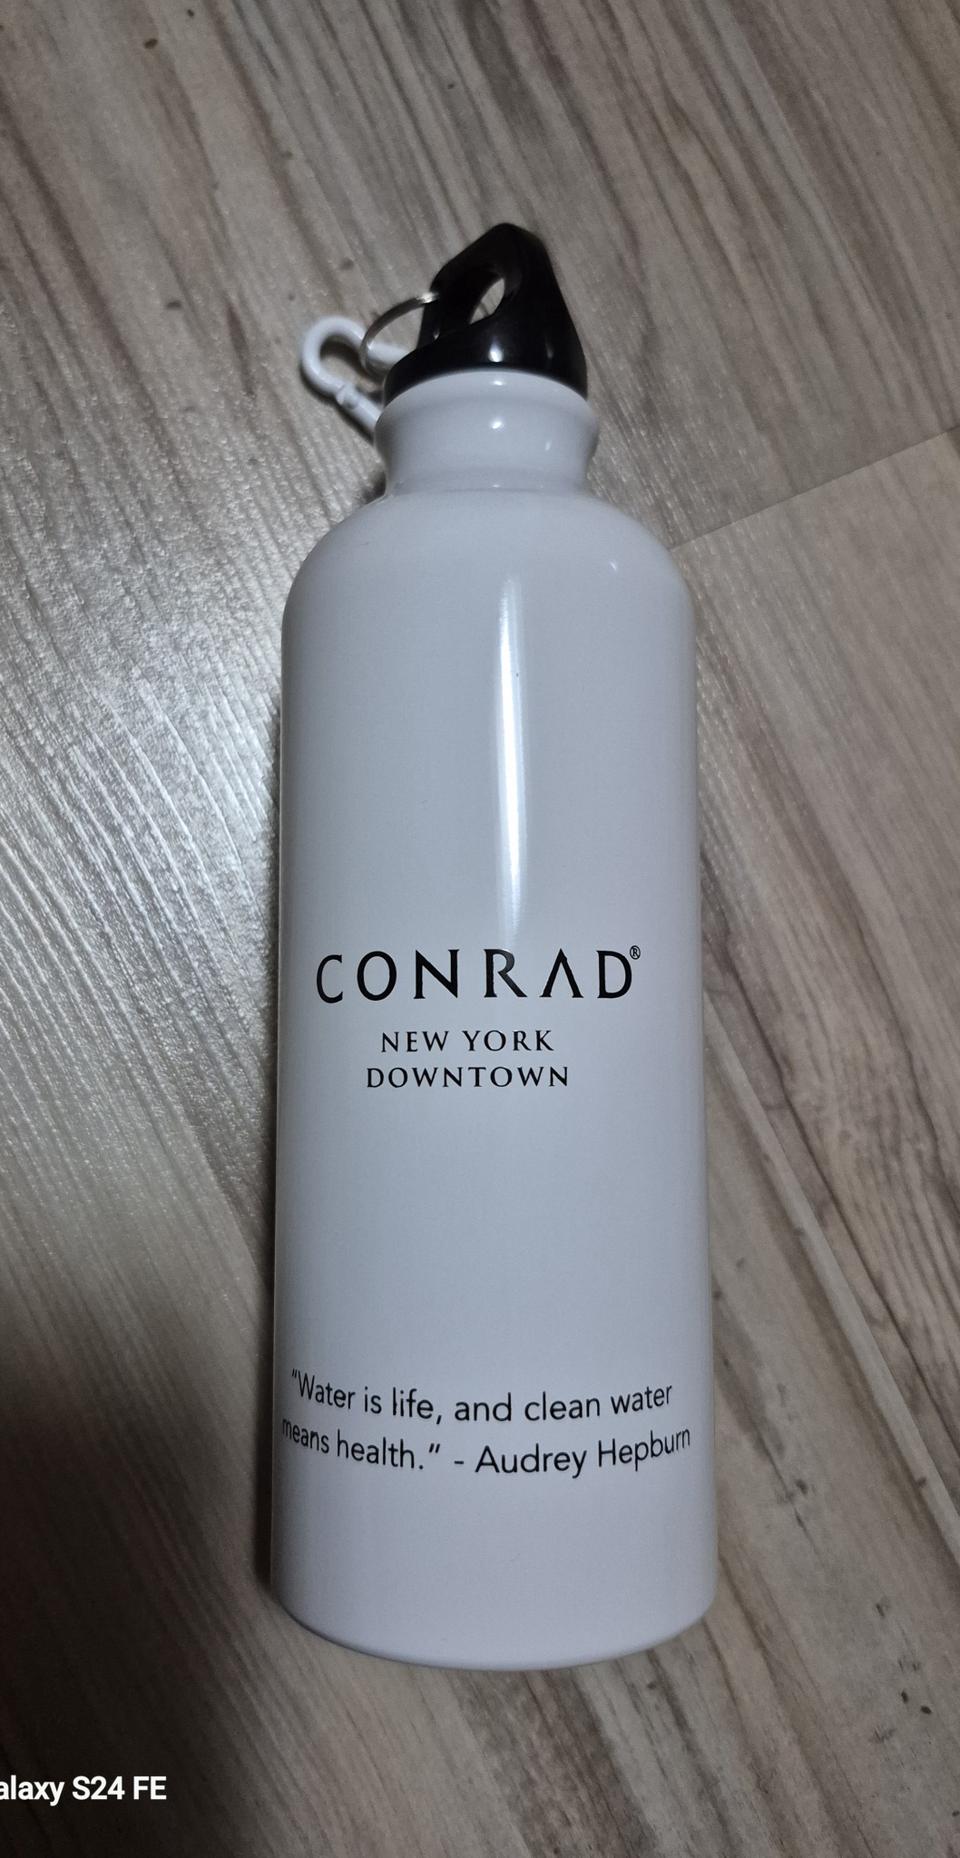 CONRAD®
NEW YORK
DOWNTOWN
"Water is life, and clean water
means health." - Audrey Hepburn
alaxy S24 FE